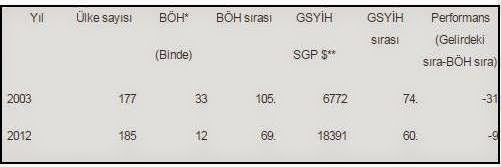 Yıl Ülke sayısı BÖH* BÖH sırası GSYİH GSYİH Performans
(Binde) SGP $** sırası (Gelirdeki
sıra-BÖH sıra)
2003 177 33 105. 6772 74. -31
2012 185 12 69. 18391 60. -9